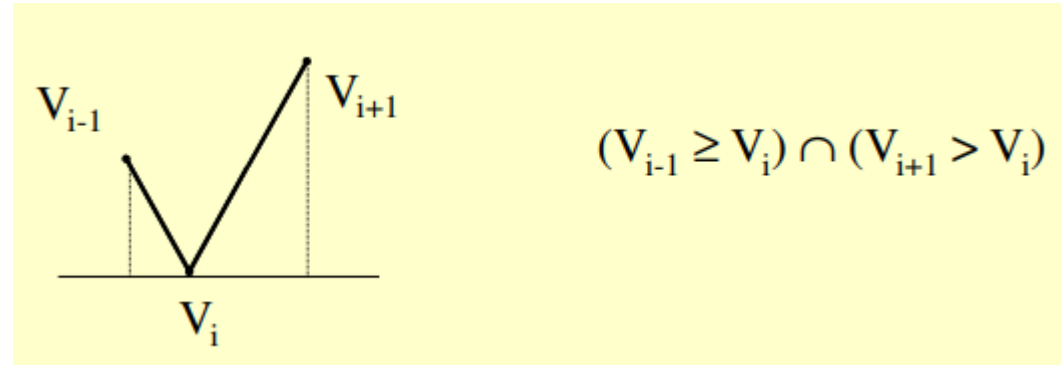 V_{i-1}
V_{i+1}
(V_{i-1} ≥ V_i) ∩ (V_{i+1} > V_i)
V_i